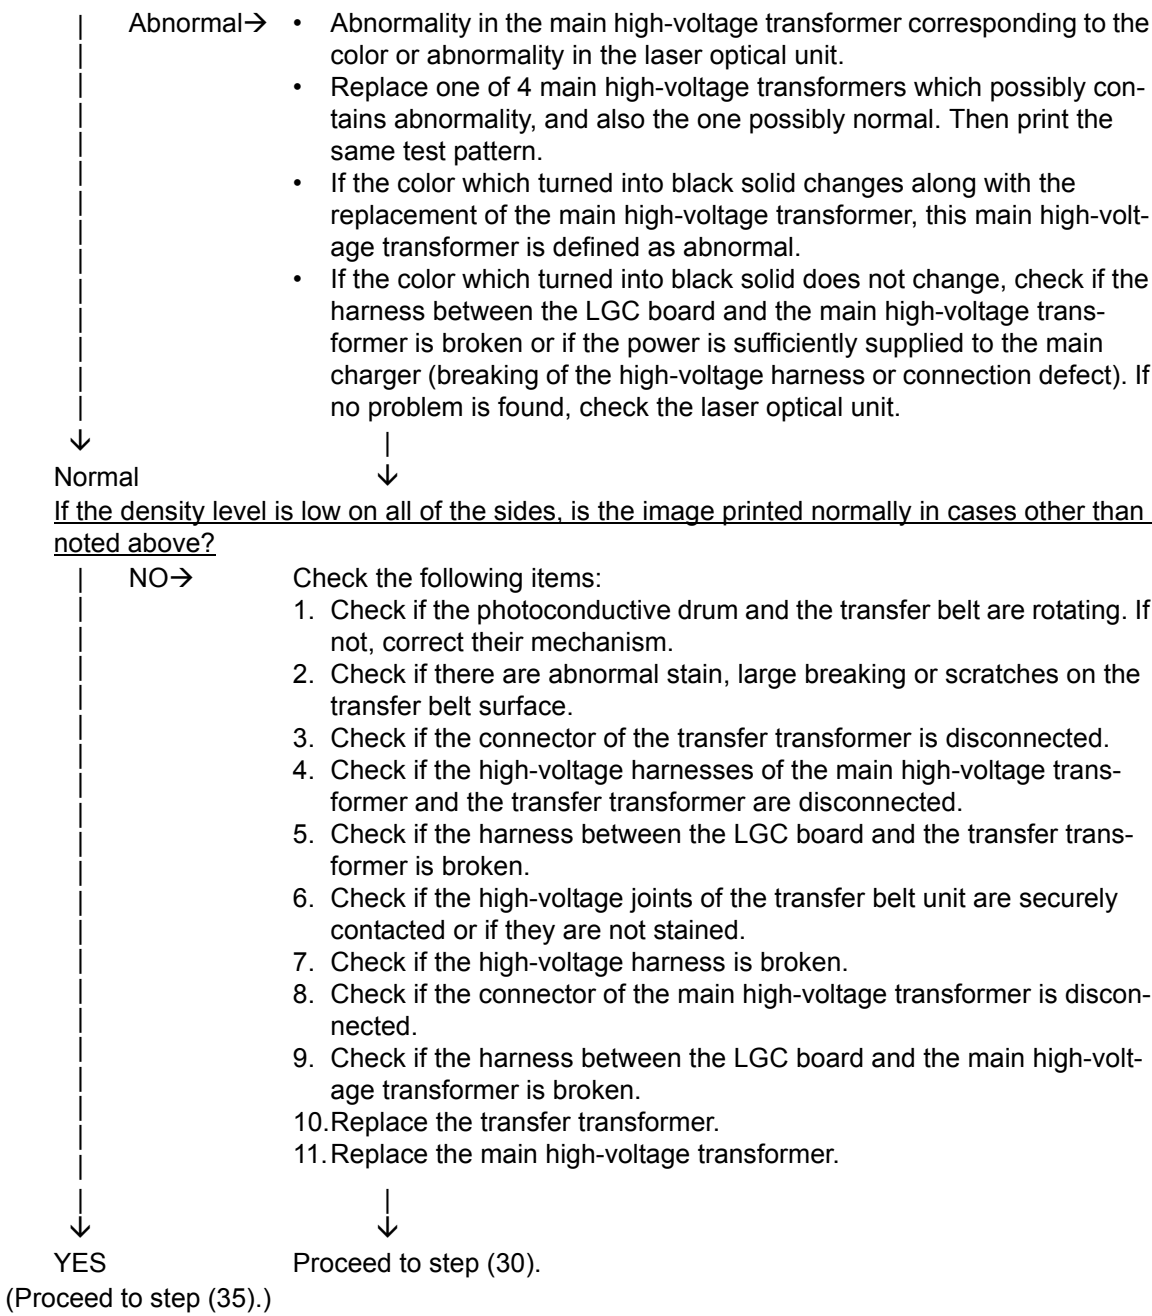 Abnormal→ • Abnormality in the main high-voltage transformer corresponding to the
color or abnormality in the laser optical unit.
• Replace one of 4 main high-voltage transformers which possibly con-
tains abnormality, and also the one possibly normal. Then print the
same test pattern.
• If the color which turned into black solid changes along with the
replacement of the main high-voltage transformer, this main high-volt-
age transformer is defined as abnormal.
• If the color which turned into black solid does not change, check if the
harness between the LGC board and the main high-voltage trans-
former is broken or if the power is sufficiently supplied to the main
charger (breaking of the high-voltage harness or connection defect). If
no problem is found, check the laser optical unit.
Normal
If the density level is low on all of the sides, is the image printed normally in cases other than
noted above?
NO→ Check the following items:
1. Check if the photoconductive drum and the transfer belt are rotating. If
not, correct their mechanism.
2. Check if there are abnormal stain, large breaking or scratches on the
transfer belt surface.
3. Check if the connector of the transfer transformer is disconnected.
4. Check if the high-voltage harnesses of the main high-voltage trans-
former and the transfer transformer are disconnected.
5. Check if the harness between the LGC board and the transfer trans-
former is broken.
6. Check if the high-voltage joints of the transfer belt unit are securely
contacted or if they are not stained.
7. Check if the high-voltage harness is broken.
8. Check if the connector of the main high-voltage transformer is discon-
nected.
9. Check if the harness between the LGC board and the main high-volt-
age transformer is broken.
10.Replace the transfer transformer.
11.Replace the main high-voltage transformer.
YES Proceed to step (30).
(Proceed to step (35).)